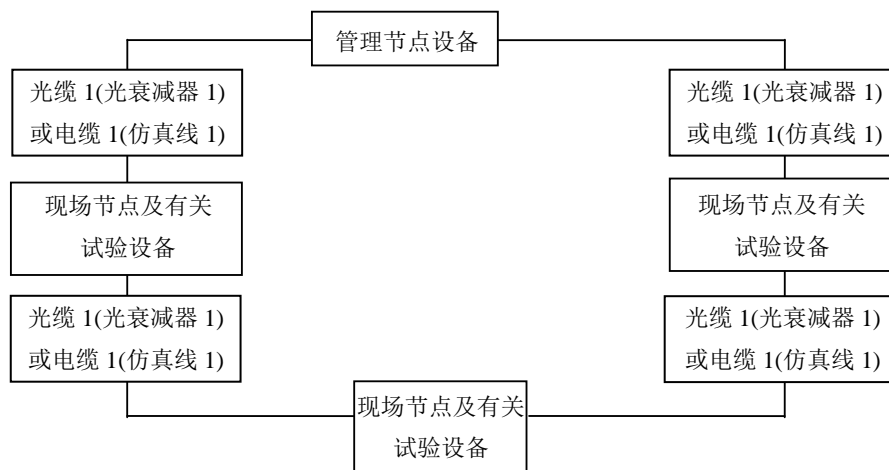 管理节点设备
光缆 1(光衰减器 1)
或电缆 1(仿真线 1)
光缆 1(光衰减器 1)
或电缆 1(仿真线 1)
现场节点及有关
试验设备
现场节点及有关
试验设备
光缆 1(光衰减器 1)
或电缆 1(仿真线 1)
光缆 1(光衰减器 1)
或电缆 1(仿真线 1)
现场节点及有关
试验设备